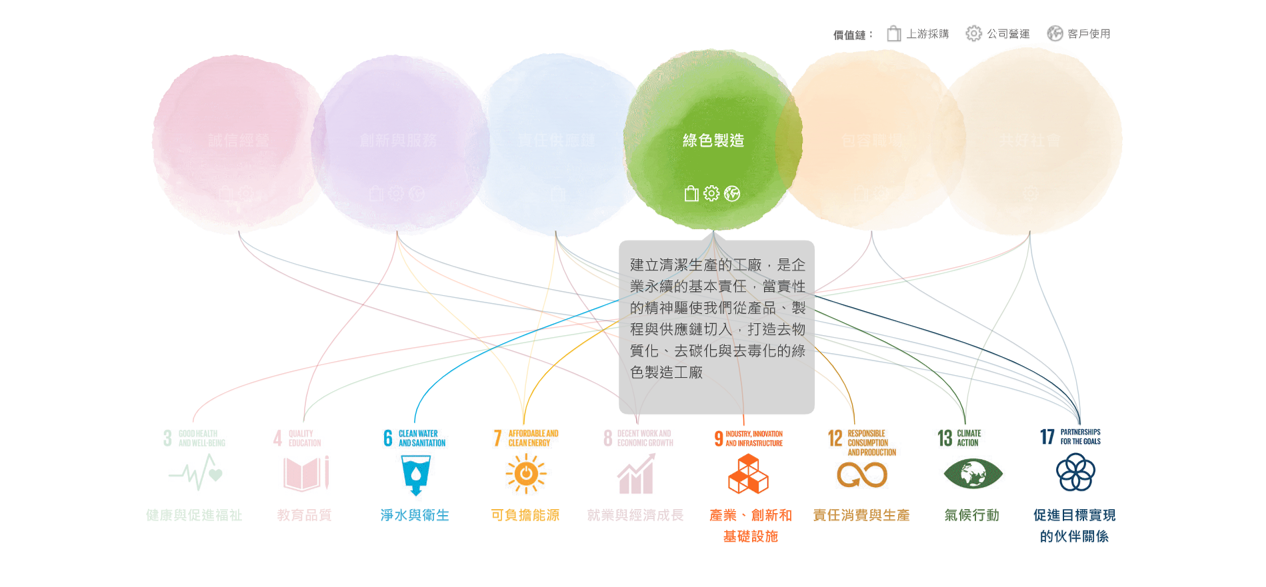 價值鏈： 上游採購 公司營運 客戶使用
誠信經營 創新與服務 責任供應鏈 綠色製造
建立清潔生產的工廠，是企
業永續的基本責任，當責性
的精神驅使我們從產品、製
程與供應鏈切入，打造去物
質化、去碳化與去毒化的綠
色製造工廠
3 GOOD HEALTH
AND WELL-BEING
4 QUALITY
EDUCATION
6 CLEAN WATER
AND SANITATION
7 AFFORDABLE AND
CLEAN ENERGY
8 DECENT WORK AND
ECONOMIC GROWTH
9 INDUSTRY, INNOVATION
AND INFRASTRUCTURE
12 RESPONSIBLE
CONSUMPTION
AND PRODUCTION
13 CLIMATE
ACTION
17 PARTNERSHIPS
FOR THE GOALS
健康與促進福祉
教育品質
淨水與衛生
可負擔能源
就業與經濟成長
產業、創新和
基礎設施
責任消費與生產
氣候行動
促進目標實現
的伙伴關係